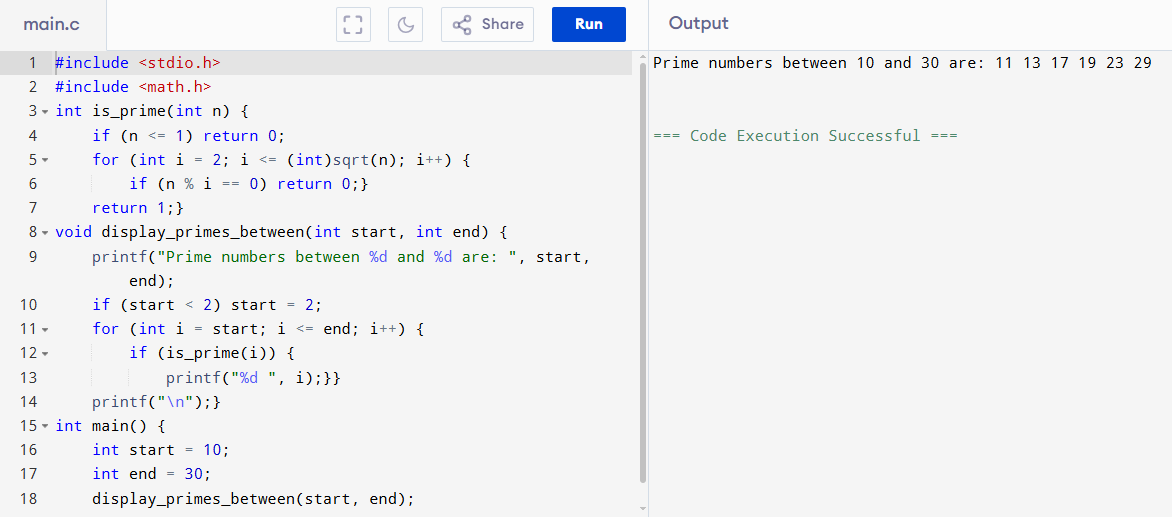 main.c
Share
Run
Output
1 #include <stdio.h>
2 #include <math.h>
3 int is_prime(int n) {
4     if (n <= 1) return 0;
5     for (int i = 2; i <= (int)sqrt(n); i++) {
6         if (n % i == 0) return 0;}
7     return 1;}
8 void display_primes_between(int start, int end) {
9     printf("Prime numbers between %d and %d are: ", start,
        end);
10     if (start < 2) start = 2;
11     for (int i = start; i <= end; i++) {
12         if (is_prime(i)) {
13             printf("%d ", i);}}
14     printf("\n");}
15 int main() {
16     int start = 10;
17     int end = 30;
18     display_primes_between(start, end);
Prime numbers between 10 and 30 are: 11 13 17 19 23 29
=== Code Execution Successful ===